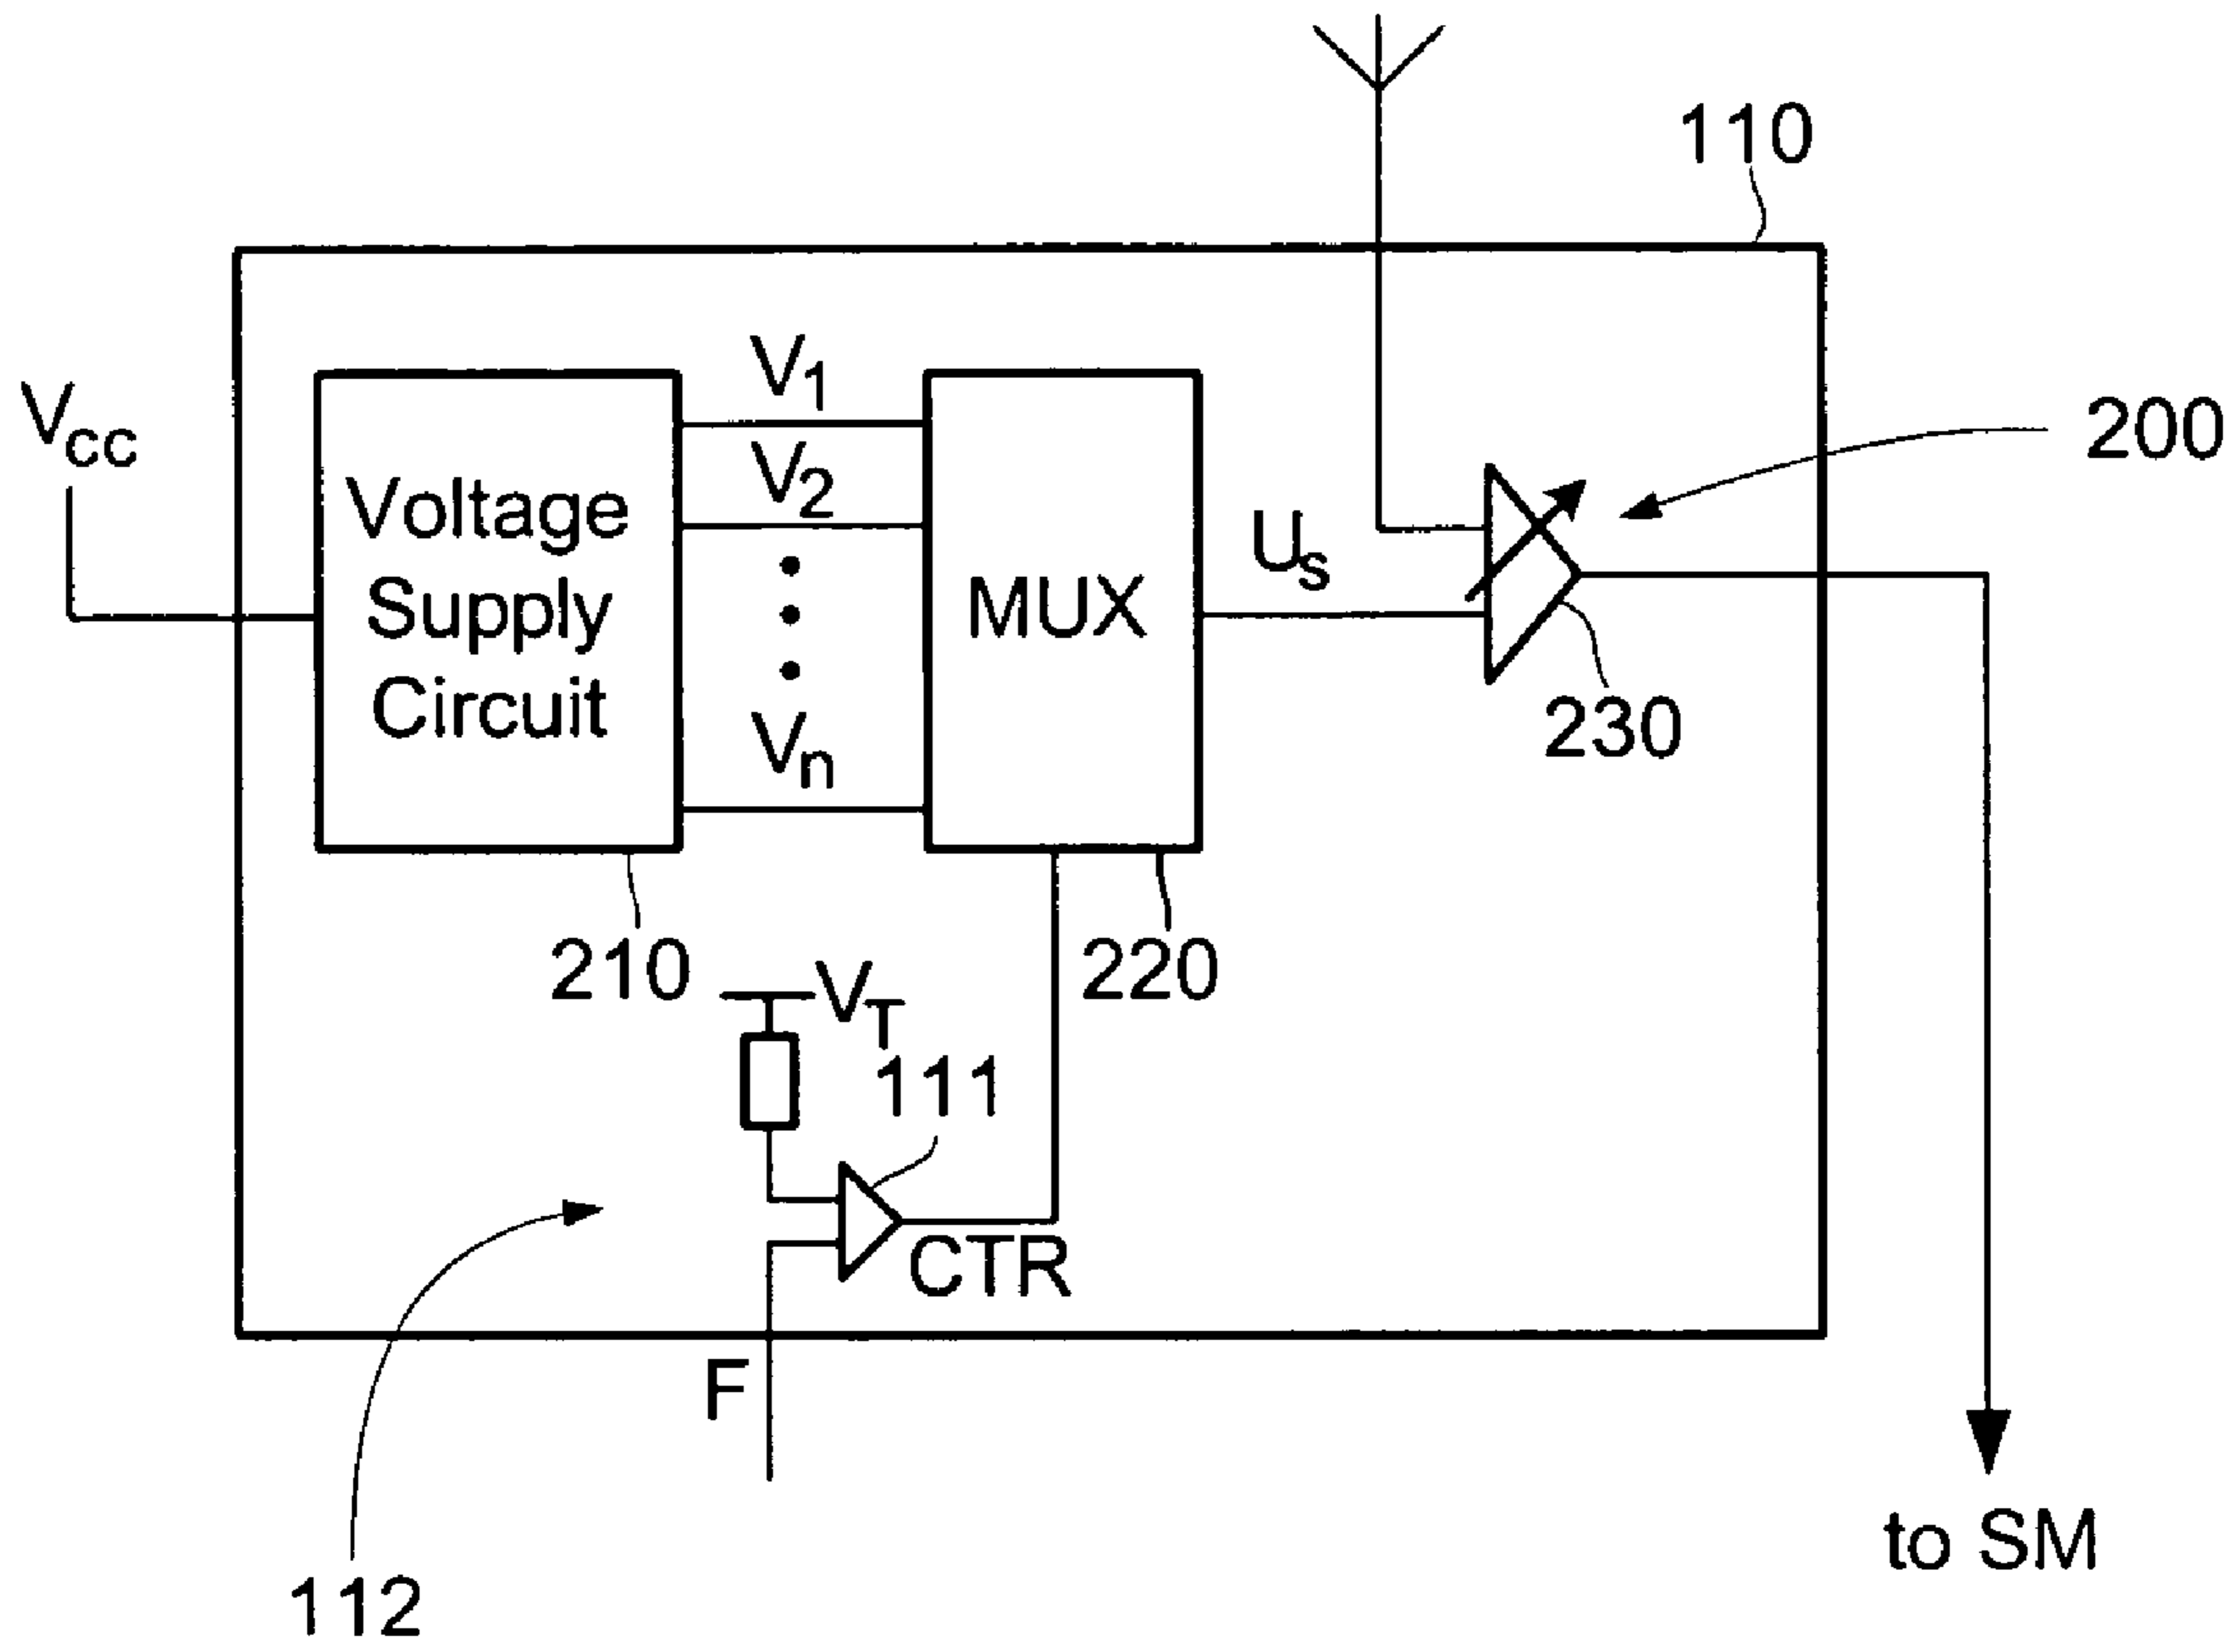 110
V1
Vcc
200
V2
Voltage
Supply
Circuit
Us
MUX
Vn
230
210
VT
220
111
CTR
F
to SM
112